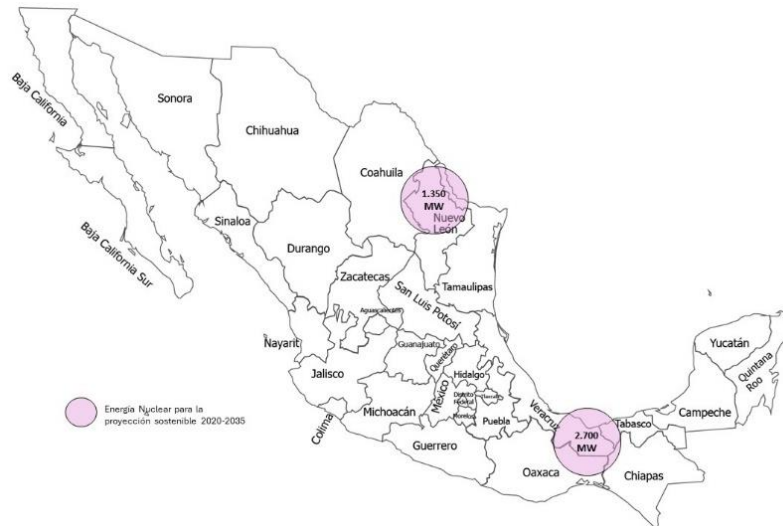 Baja California
Sonora
Chihuahua
Coahuila
1.350
MW
Nuevo
León
Sinaloa
Baja California Sur
Durango
Zacatecas
Tamaulipas
San Luis Potosí
Aguascalientes
Nayarit
Guanajuato
Querétaro
Hidalgo
Jalisco
México
Distrito
Federal
Tlaxcala
Morelos
Michoacán
Colima
Puebla
Veracruz
Guerrero
Oaxaca
2.700
MW
Tabasco
Chiapas
Campeche
Yucatán
Quintana
Roo
Energía Nuclear para la
proyección sostenible 2020-2035